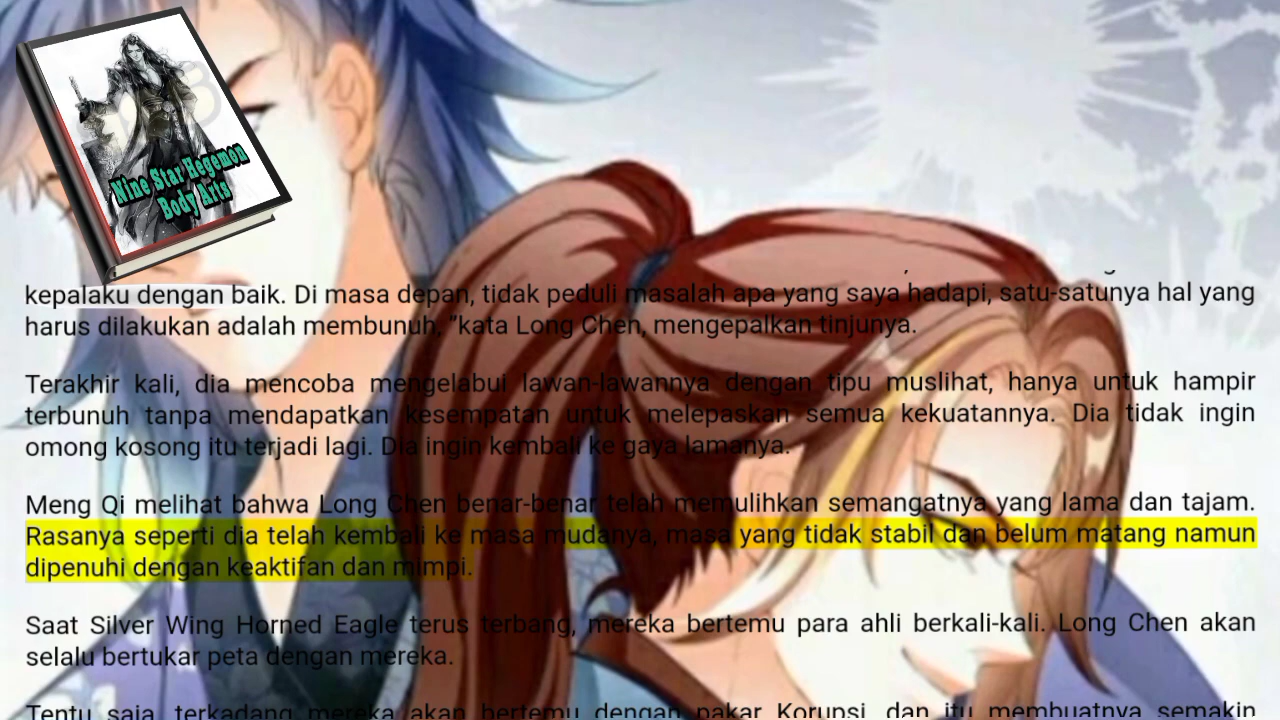 Nine Star Hegemon
Body Arts
kepalaku dengan baik. Di masa depan, tidak peduli masalah apa yang saya hadapi, satu-satunya hal yang
harus dilakukan adalah membunuh, "kata Long Chen, mengepalkan tinjunya.
Terakhir kali, dia mencoba mengelabui lawan-lawannya dengan tipu muslihat, hanya untuk hampir
terbunuh tanpa mendapatkan kesempatan untuk melepaskan semua kekuatannya. Dia tidak ingin
omong kosong itu terjadi lagi. Dia ingin kembali ke gaya lamanya.
Meng Qi melihat bahwa Long Chen benar-benar telah memulihkan semangatnya yang lama dan tajam.
Rasanya seperti dia telah kembali ke masa mudanya, masa yang tidak stabil dan belum matang namun
dipenuhi dengan keaktifan dan mimpi.
Saat Silver Wing Horned Eagle terus terbang, mereka bertemu para ahli berkali-kali. Long Chen akan
selalu bertukar peta dengan mereka.
Tentu saja, terkadang mereka akan bertemu dengan pakar Korupsi, dan itu membuatnya semakin